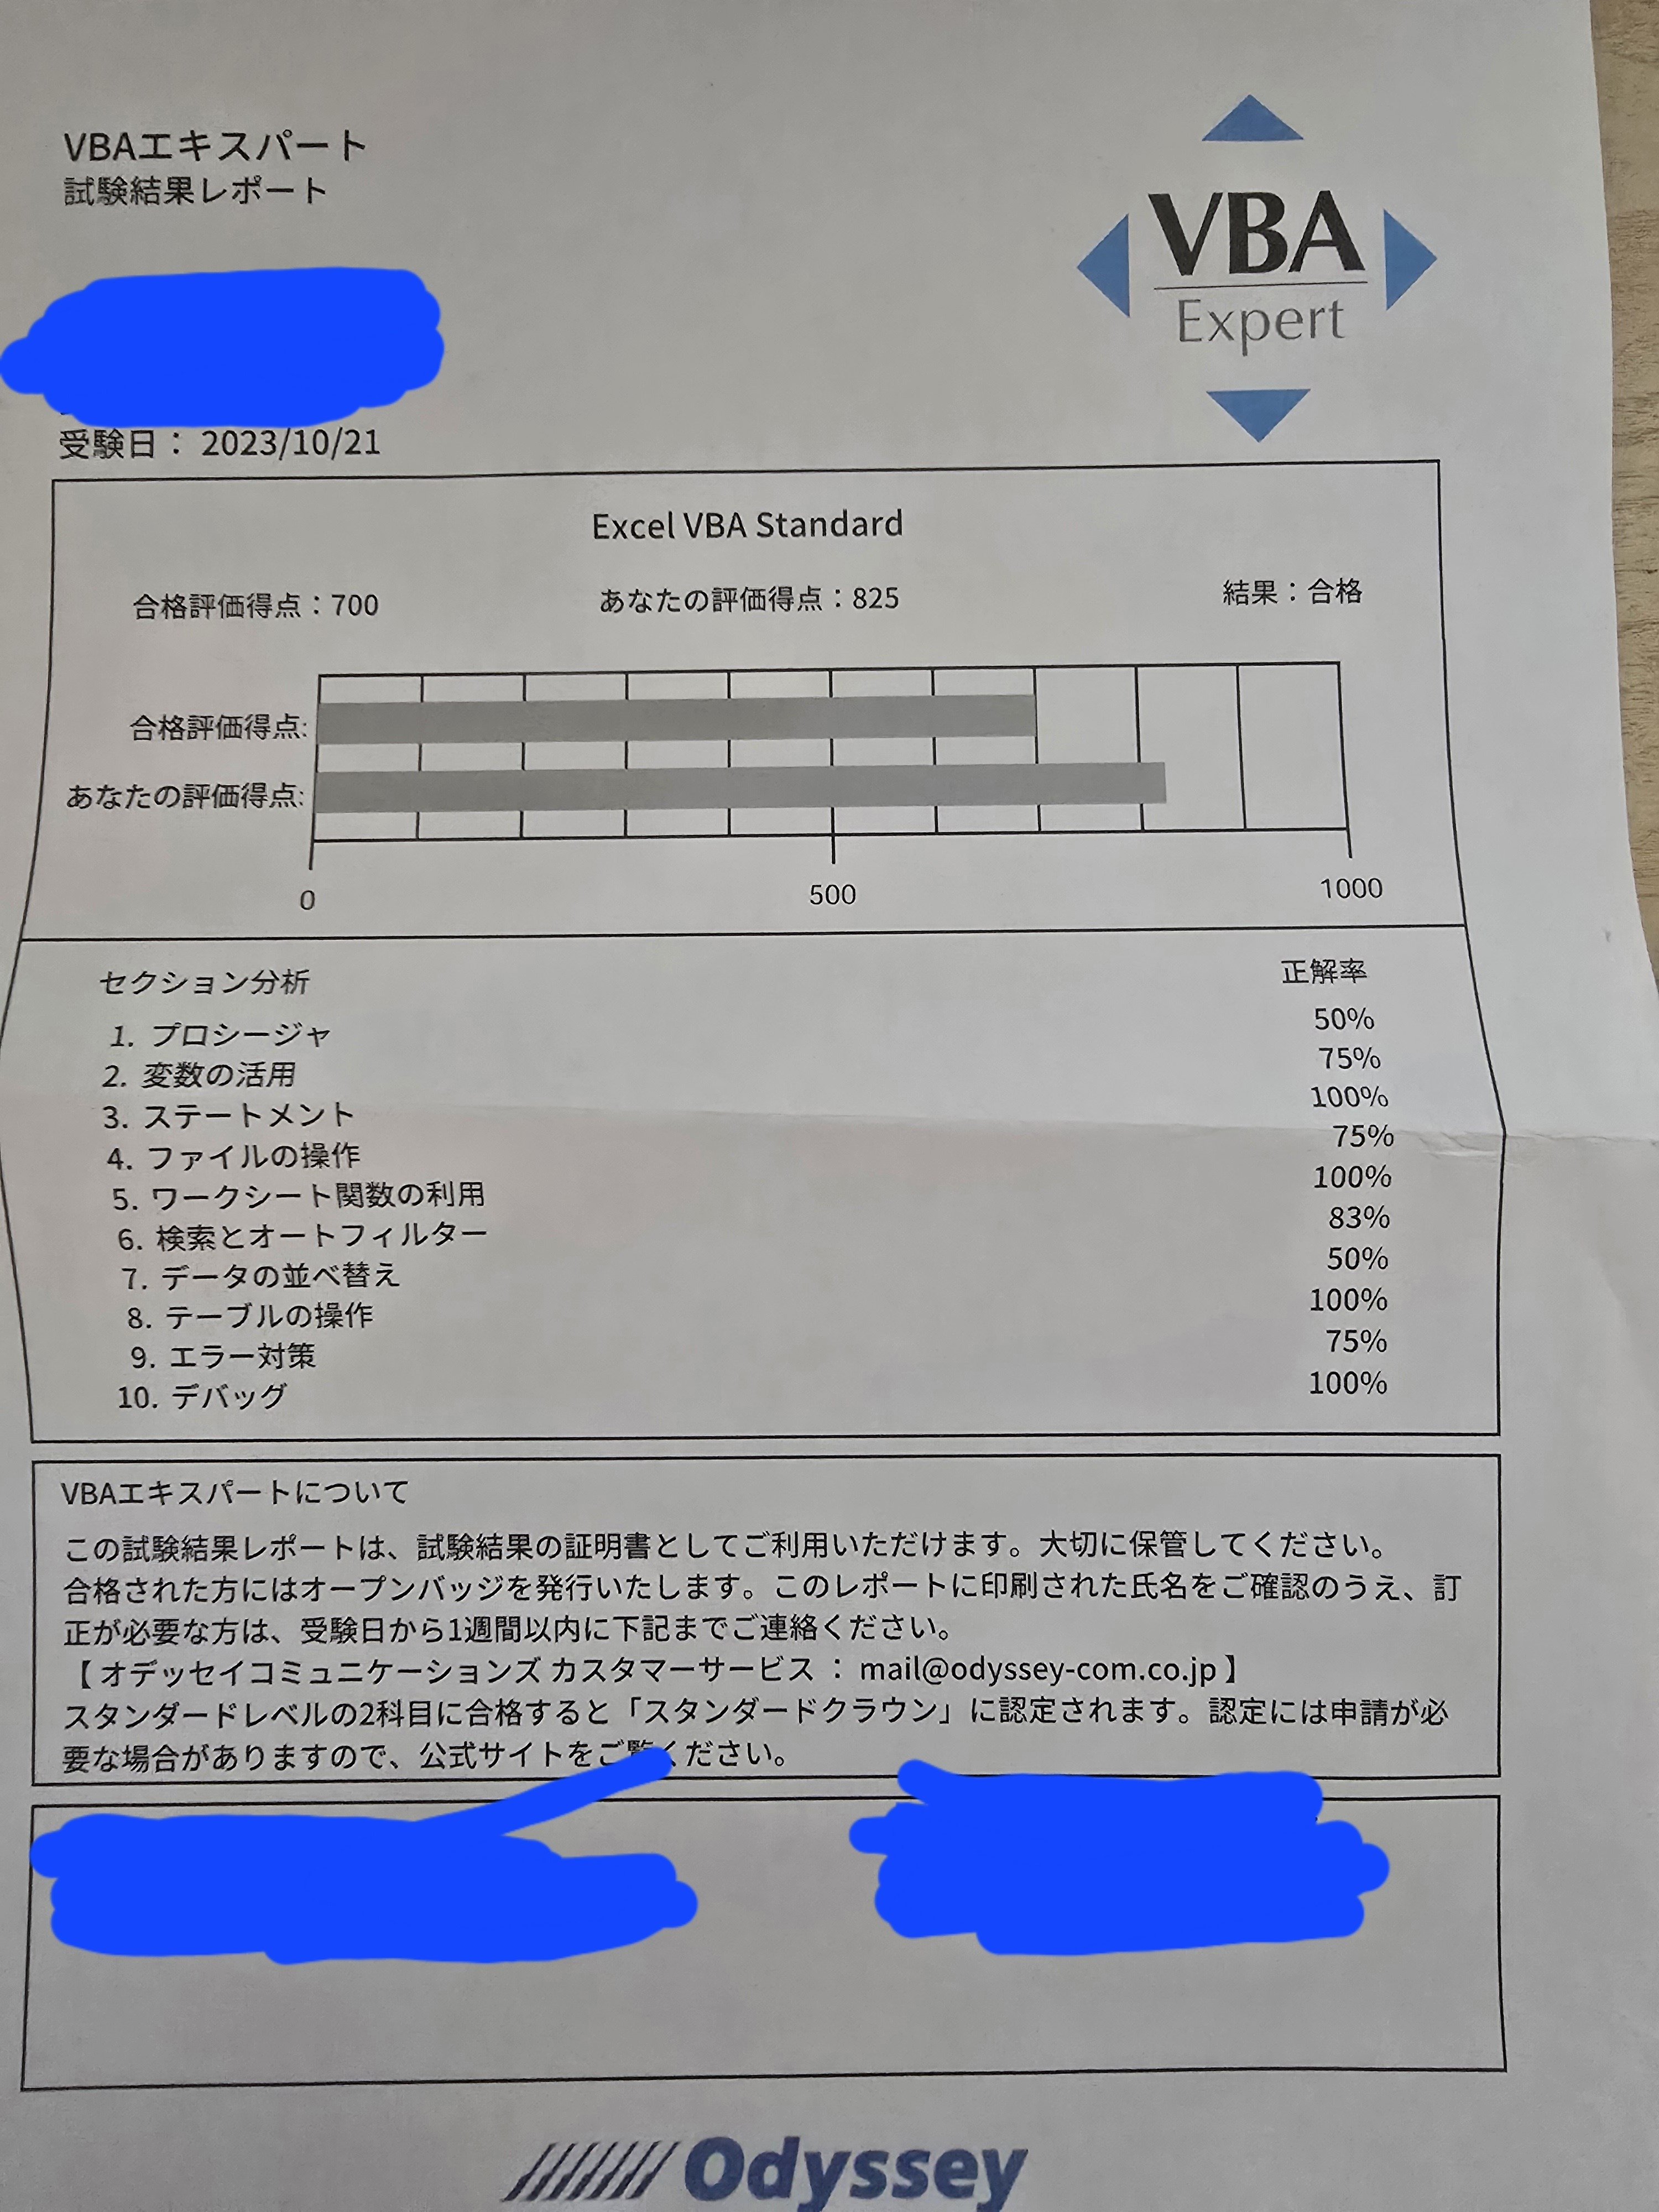 VBAエキスパート
試験結果レポート
VBA
Expert
受験日： 2023/10/21
Excel VBA Standard
合格評価得点：700 あなたの評価得点：825 結果：合格
合格評価得点:
あなたの評価得点:
0 500 1000
セクション分析 正解率
1. プロシージャ 50%
2. 変数の活用 75%
3. ステートメント 100%
4. ファイルの操作 75%
5. ワークシート関数の利用 100%
6. 検索とオートフィルター 83%
7. データの並べ替え 50%
8. テーブルの操作 100%
9. エラー対策 75%
10. デバッグ 100%
VBAエキスパートについて
この試験結果レポートは、試験結果の証明書としてご利用いただけます。大切に保管してください。
合格された方にはオープンバッジを発行いたします。このレポートに印刷された氏名をご確認のうえ、訂
正が必要な方は、受験日から1週間以内に下記までご連絡ください。
【 オデッセイコミュニケーションズ カスタマーサービス ： mail@odyssey-com.co.jp 】
スタンダードレベルの2科目に合格すると「スタンダードクラウン」に認定されます。認定には申請が必
要な場合がありますので、公式サイトをご覧ください。
Odyssey